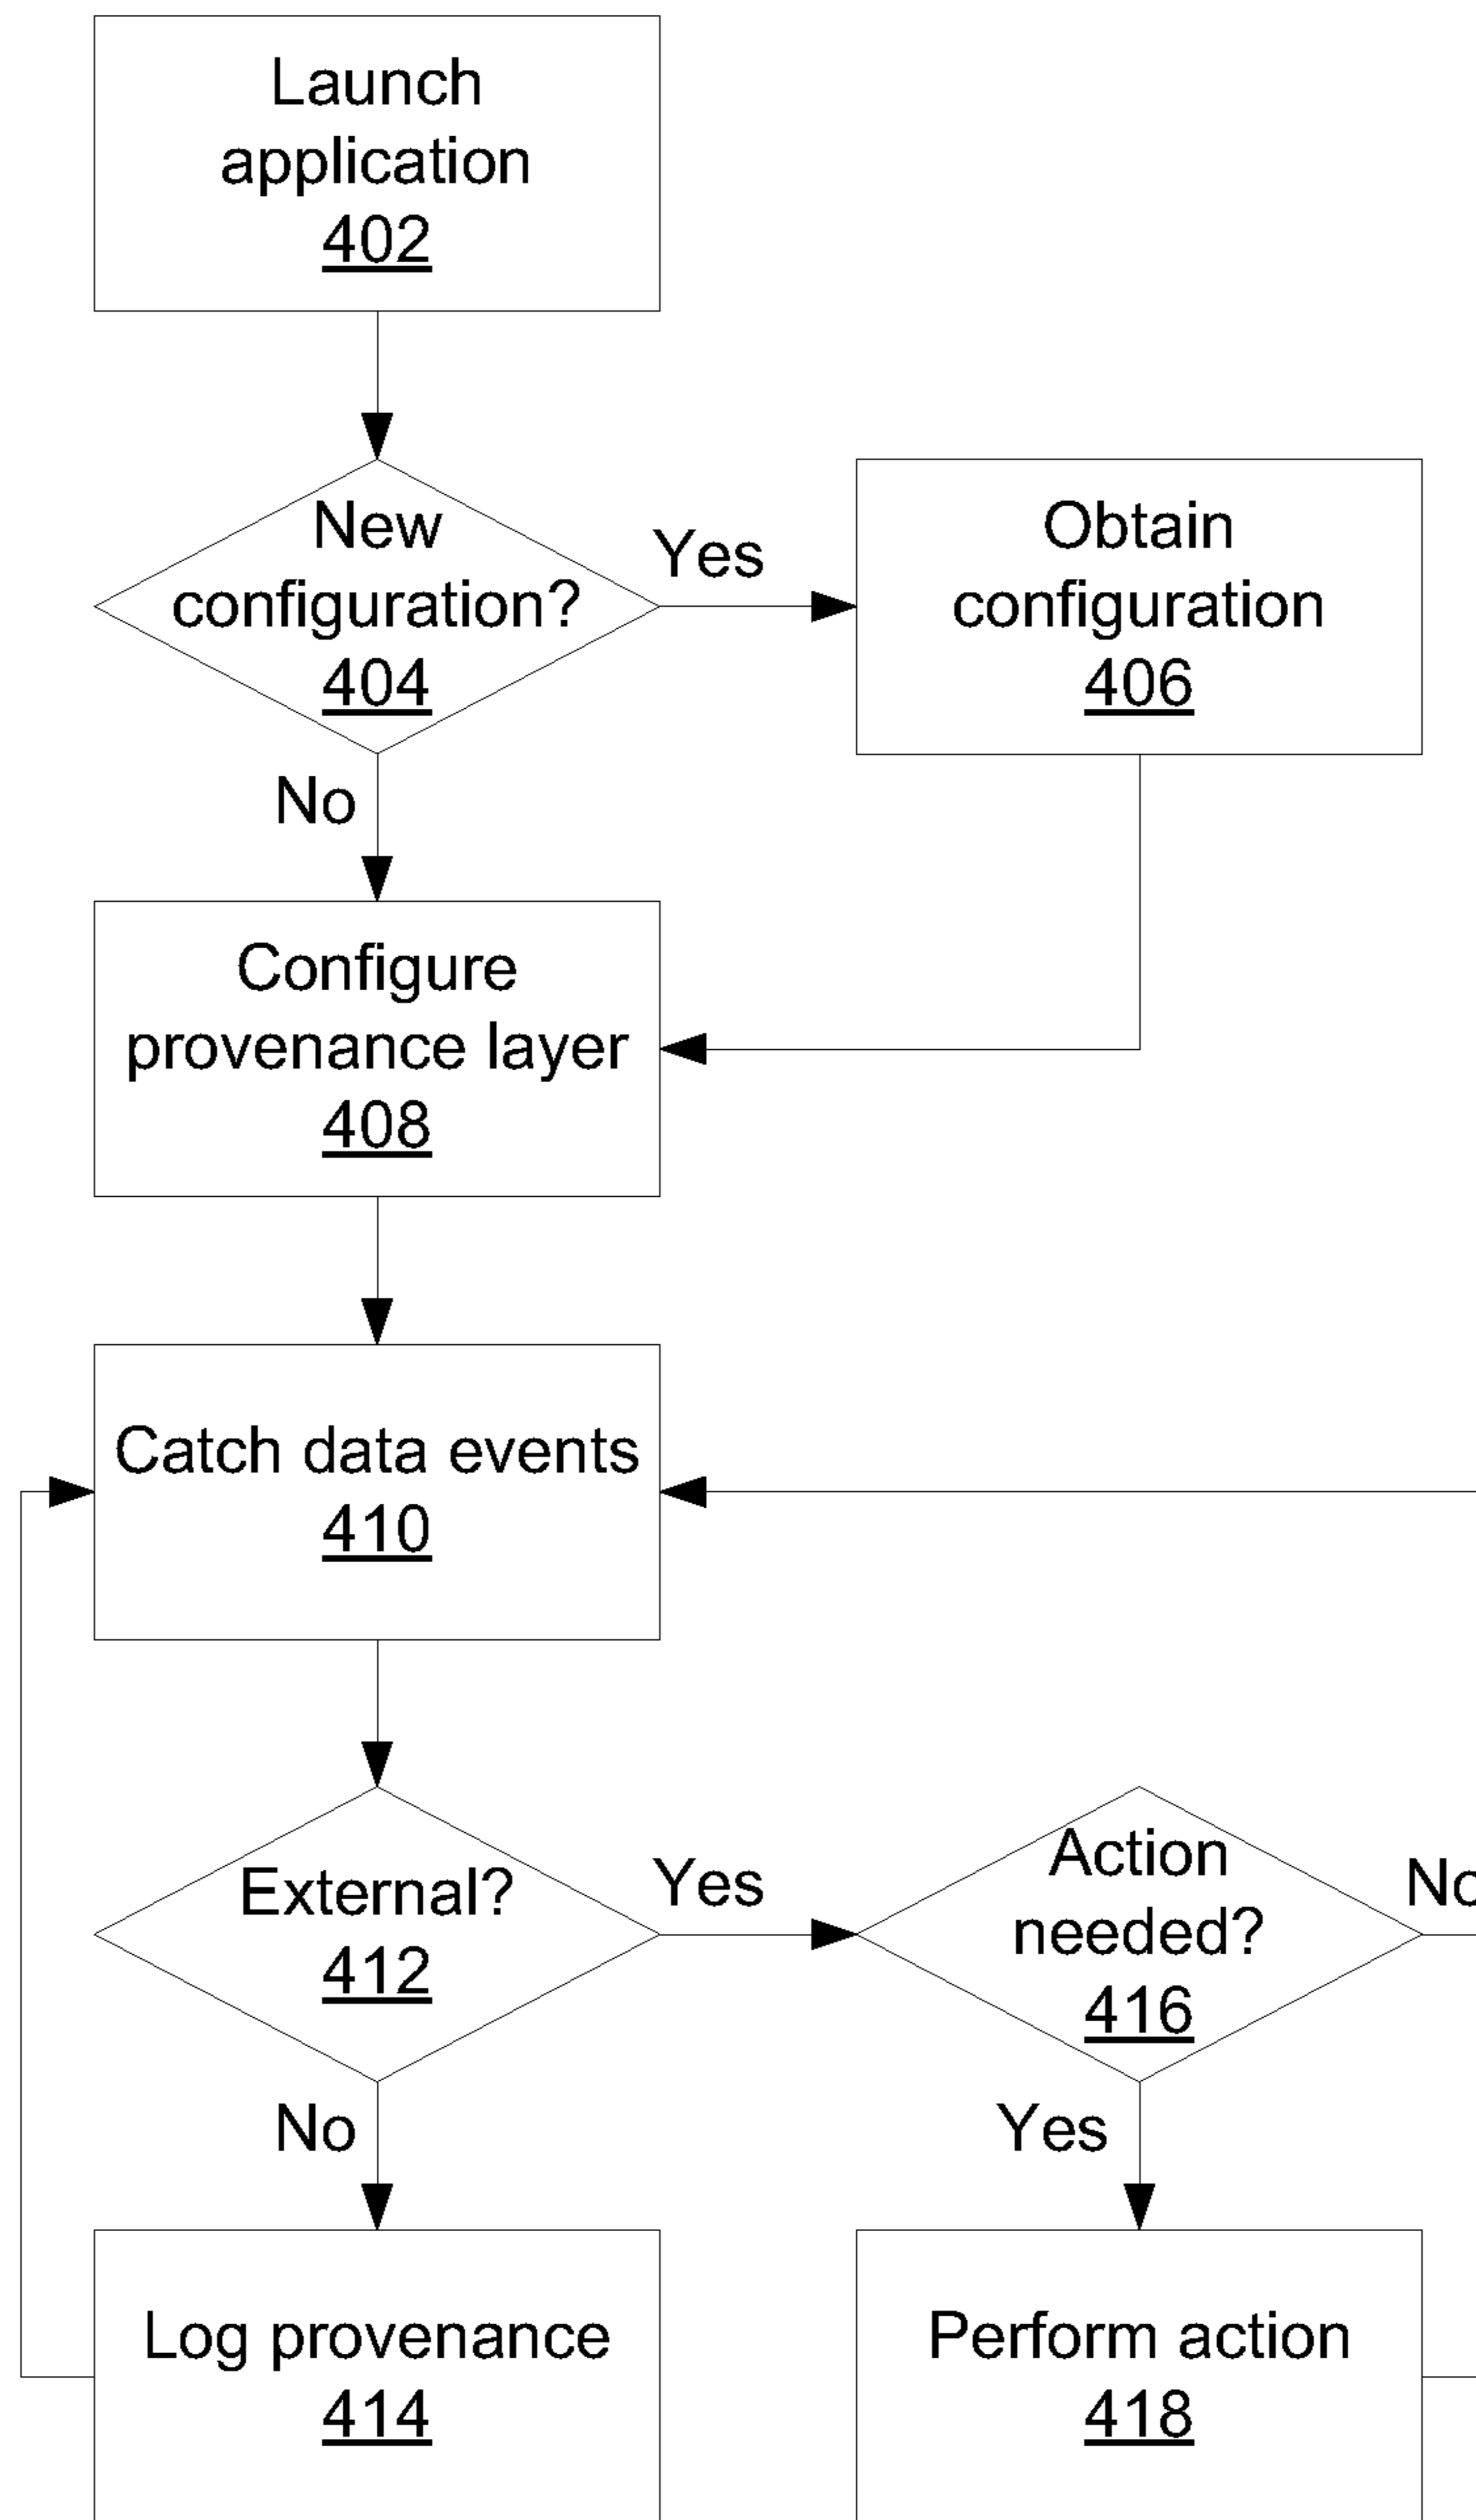 Launch
application
402
New
configuration?
404
Yes
Obtain
configuration
406
No
Configure
provenance layer
408
Catch data events
410
External?
412
Yes
Action
needed?
416
No
No
Yes
Log provenance
414
Perform action
418